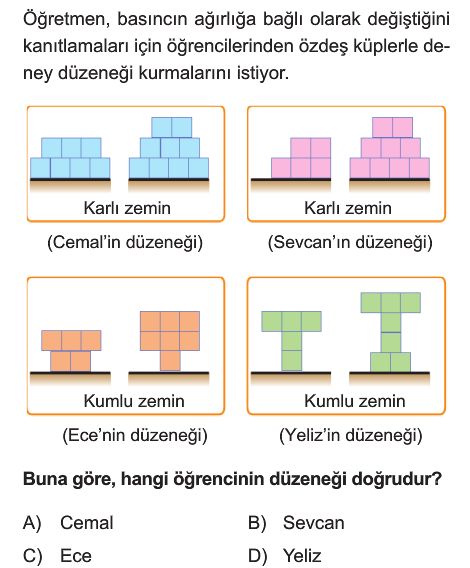 Öğretmen, basıncın ağırlığa bağlı olarak değiştiğini
kanıtlamaları için öğrencilerinden özdeş küplerle de-
ney düzeneği kurmalarını istiyor.
Karlı zemin
Karlı zemin
(Cemal'in düzeneği)
(Sevcan'ın düzeneği)
Kumlu zemin
Kumlu zemin
(Ece'nin düzeneği)
(Yeliz'in düzeneği)
Buna göre, hangi öğrencinin düzeneği doğrudur?
A) Cemal
B) Sevcan
C) Ece
D) Yeliz